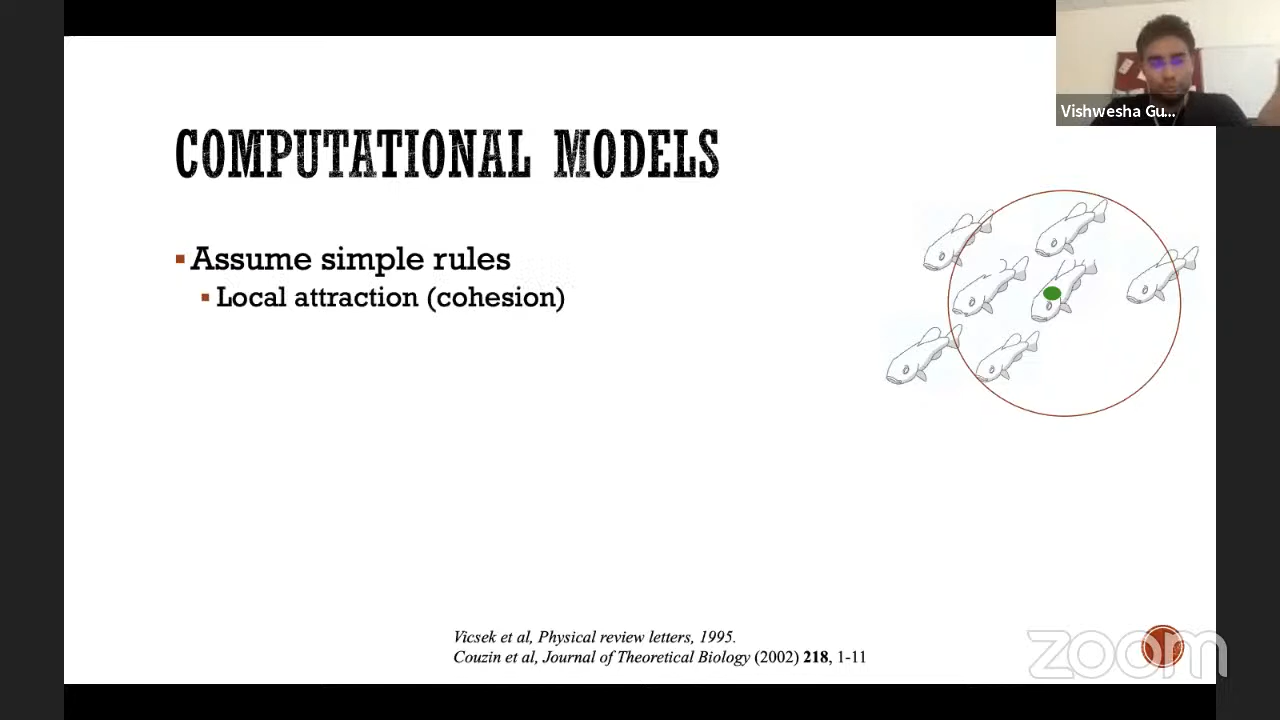 Vishwesha Gu...
COMPUTATIONAL MODELS
Assume simple rules
Local attraction (cohesion)
Vicsek et al, Physical review letters, 1995.
Couzin et al, Journal of Theoretical Biology (2002) 218, 1-11
zoom